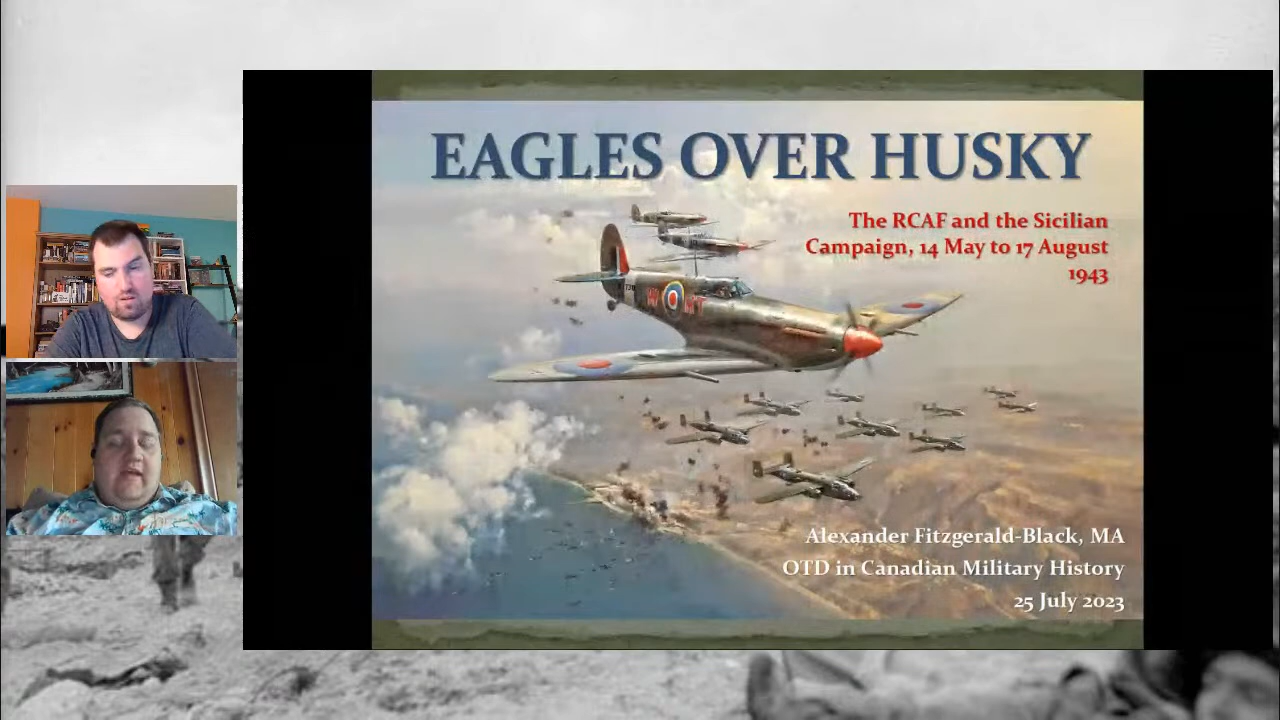 EAGLES OVER HUSKY
The RCAF and the Sicilian
Campaign, 14 May to 17 August
1943
Alexander Fitzgerald-Black, MA
OTD in Canadian Military History
25 July 2023